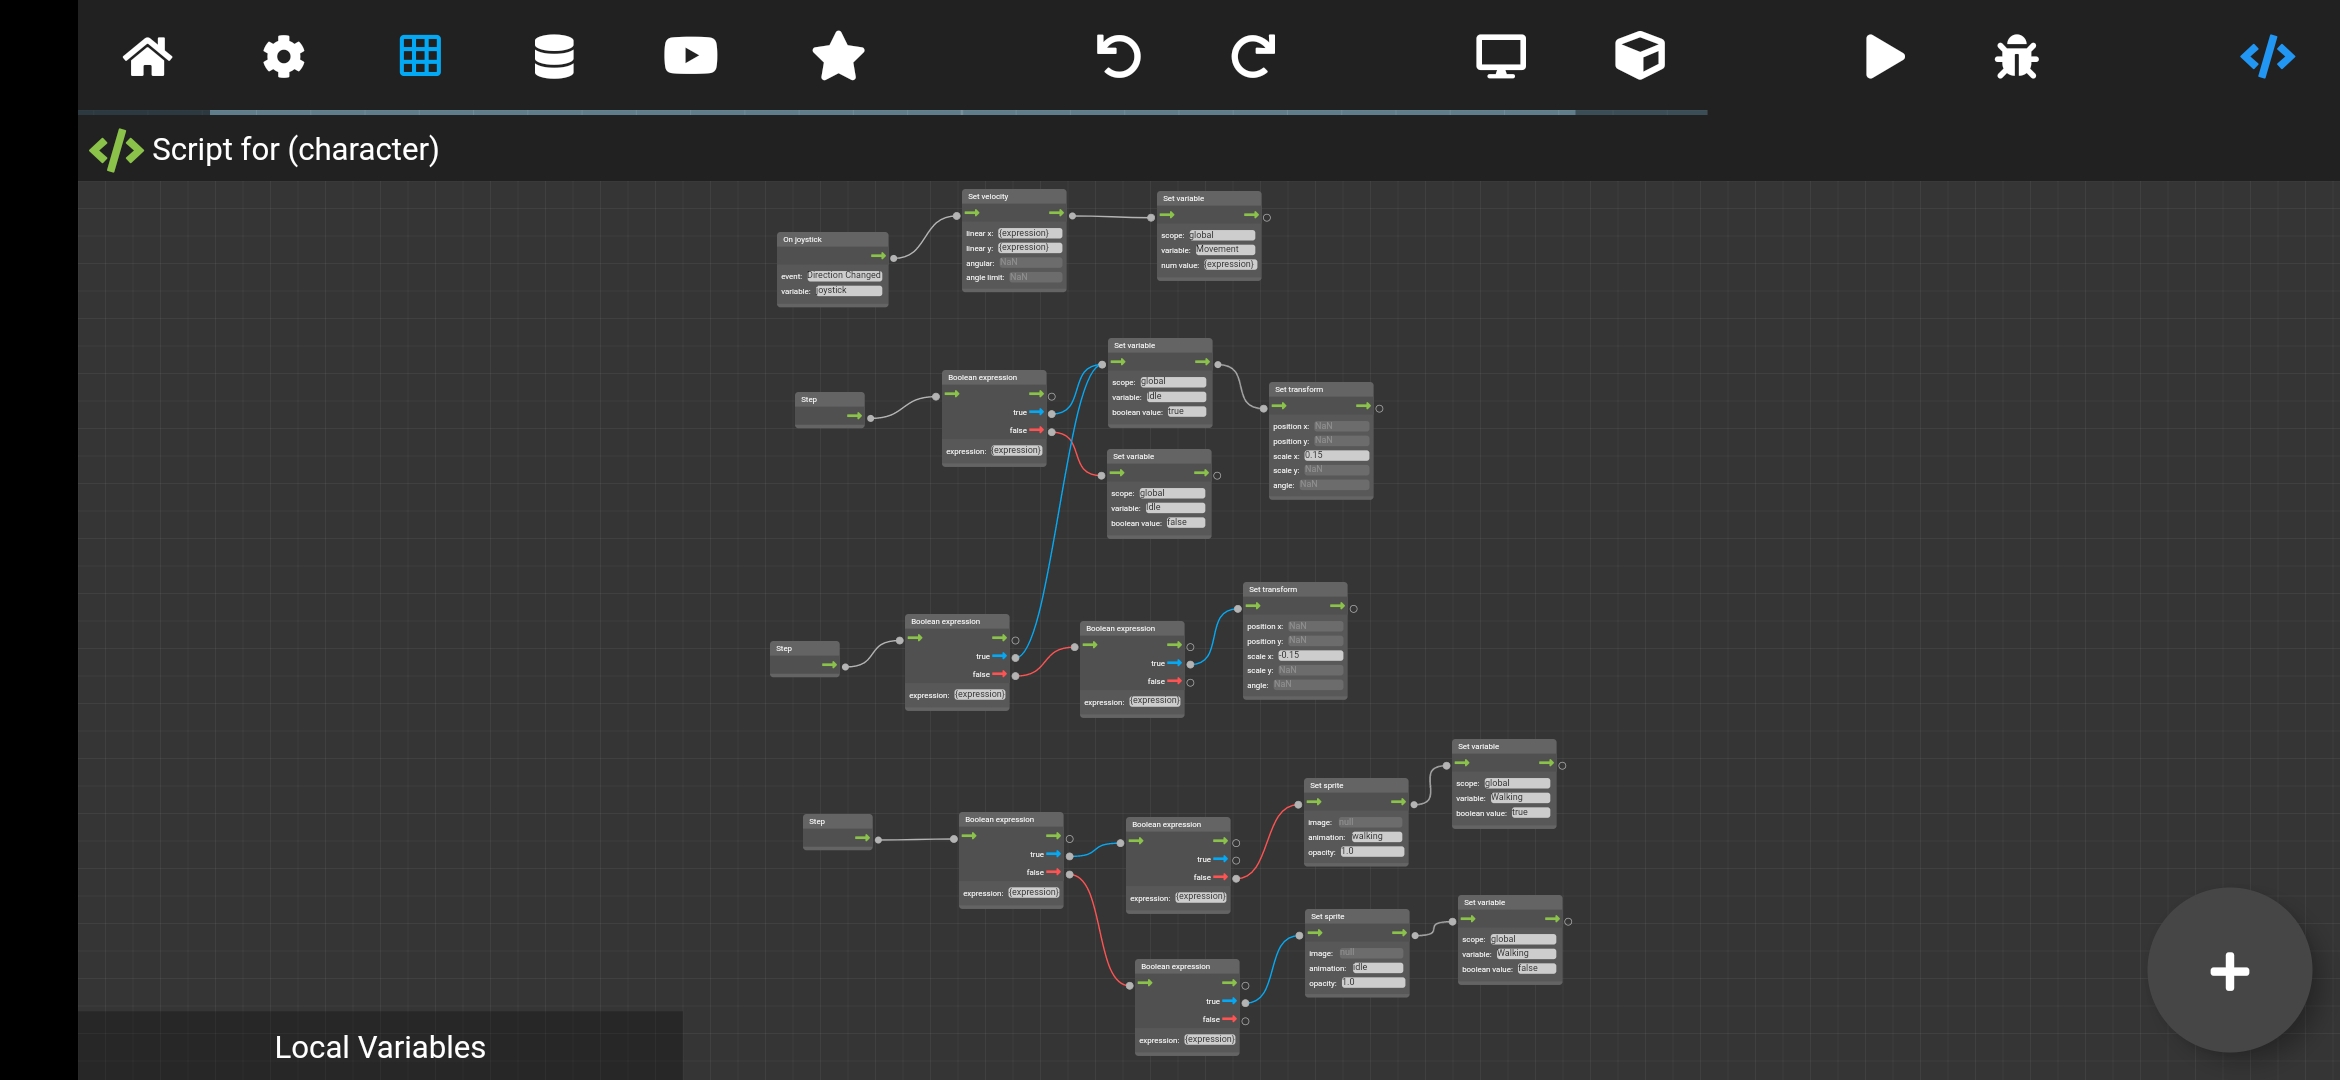 Script for (character)
Set velocity
linear x: (expression)
linear y: (expression)
angular: NaN
angle limit: NaN
Set variable
scope: global
variable: Movement
num value: (expression)
On joystick
event: Direction Changed
variable: joystick
Set variable
scope: global
variable: Idle
boolean value: true
Boolean expression
true
false
expression: (expression)
Step
Set transform
position x: NaN
position y: NaN
scale x: 0.15
scale y: NaN
angle: NaN
Set variable
scope: global
variable: Idle
boolean value: false
Set transform
position x: NaN
position y: NaN
scale x: -0.15
scale y: NaN
angle: NaN
Step
Boolean expression
true
false
expression: (expression)
Boolean expression
true
false
expression: (expression)
Set variable
scope: global
variable: Walking
boolean value: true
Set sprite
image: null
animation: walking
opacity: 1.0
Step
Boolean expression
true
false
expression: (expression)
Boolean expression
true
false
expression: (expression)
Set variable
scope: global
variable: Walking
boolean value: false
Set sprite
image: null
animation: idle
opacity: 1.0
Boolean expression
true
false
expression: (expression)
Local Variables